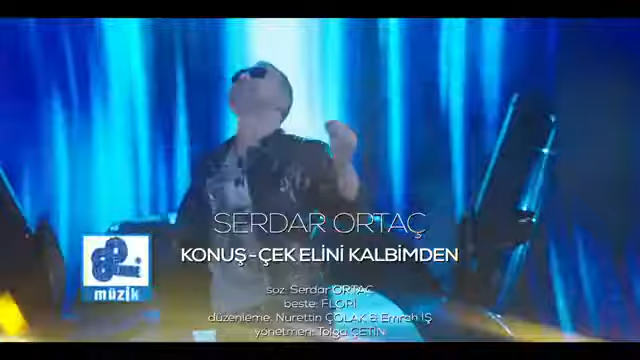 SERDAR ORTAÇ
KONUŞ - ÇEK ELİNİ KALBİMDEN
müzik
söz: Serdar ORTAÇ
beste: FLORİ
düzenleme: Nurettin ÇOLAK & Emrah İŞ
yönetmen: Tolga ÇETİN